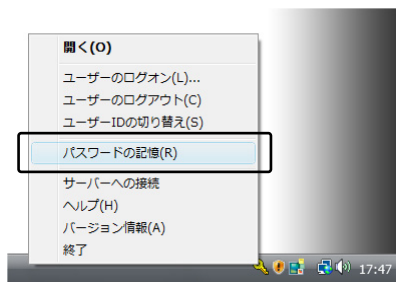 開く(O)
ユーザーのログオン(L)...
ユーザーのログアウト(C)
ユーザーIDの切り替え(S)
パスワードの記憶(R)
サーバーへの接続
ヘルプ(H)
バージョン情報(A)
終了
17:47